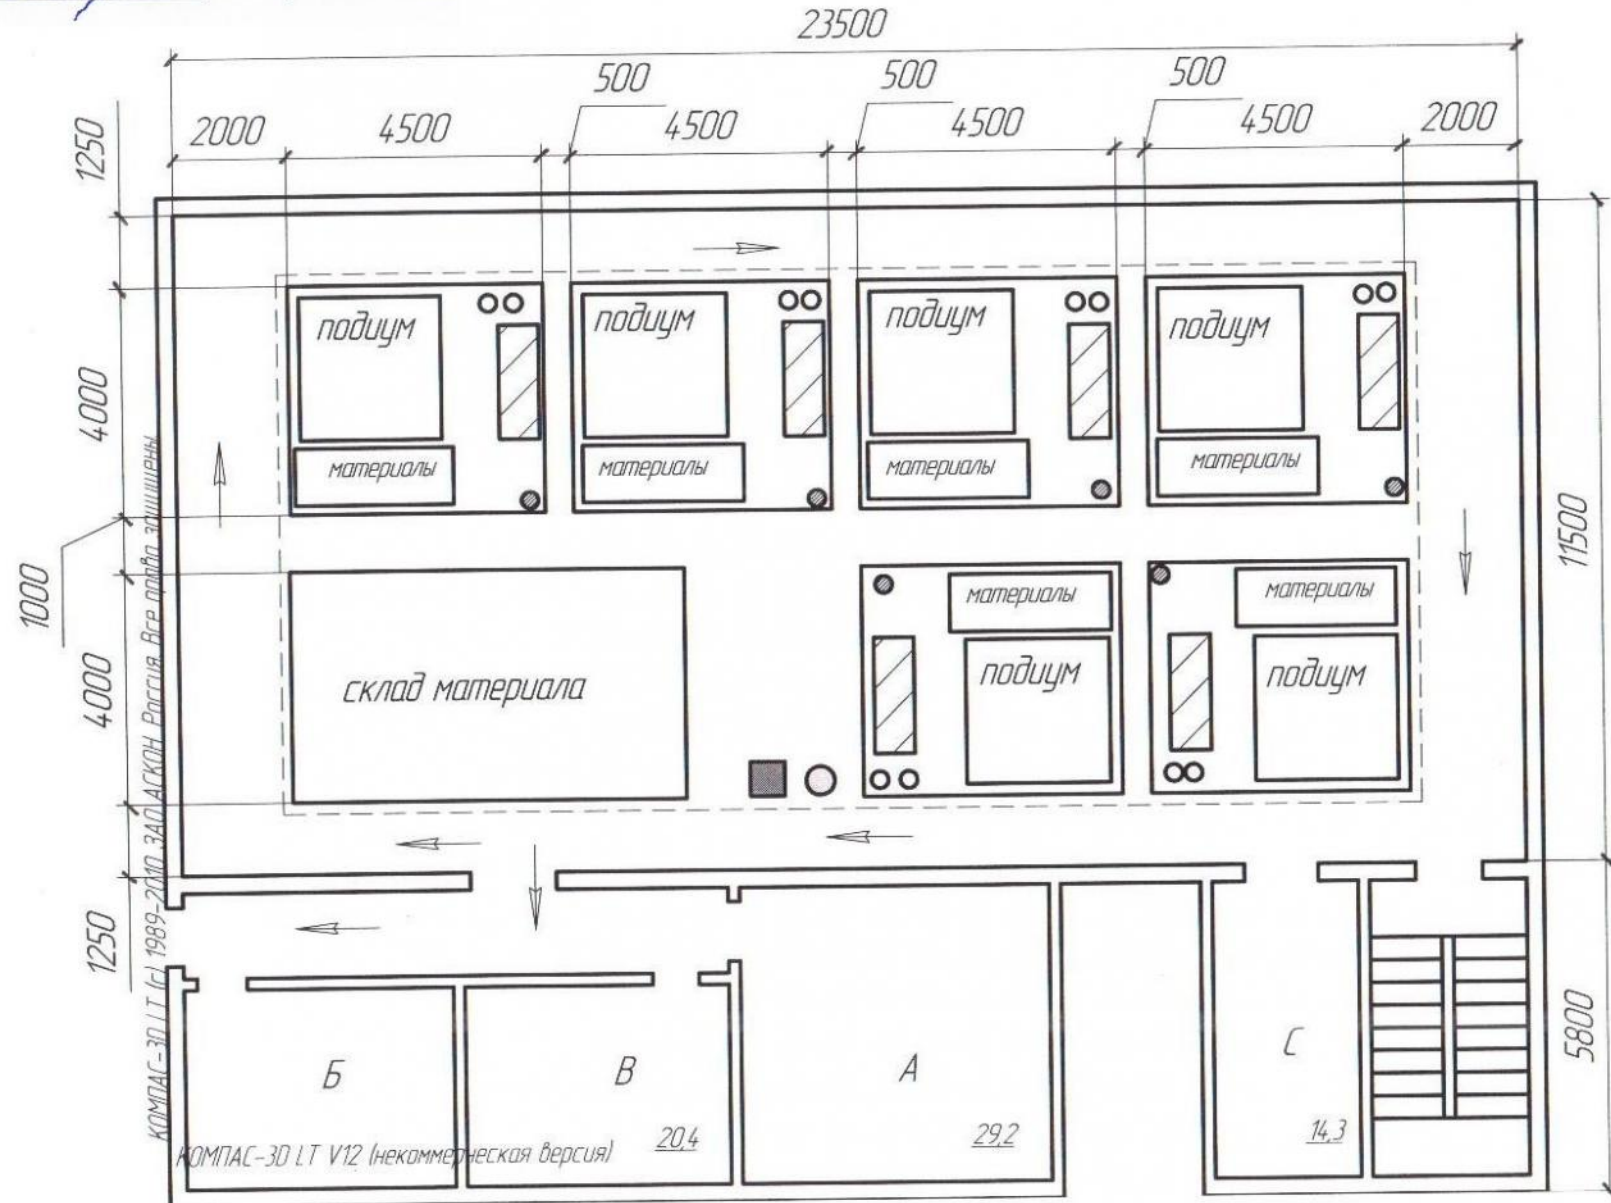 23500
500 500 500
2000 4500 4500 4500 4500 2000
1250
4000
1000
4000
1250
11500
5800
подиум подиум подиум подиум
материалы материалы материалы материалы
склад материала
материалы материалы
подиум подиум
Б В А С
20,4 29,2 14,3
КОМПАС-3D LT (с) 1989-2010 ЗАО АСКОН, Россия. Все права защищены.
КОМПАС-3D LT V12 (некоммерческая версия)